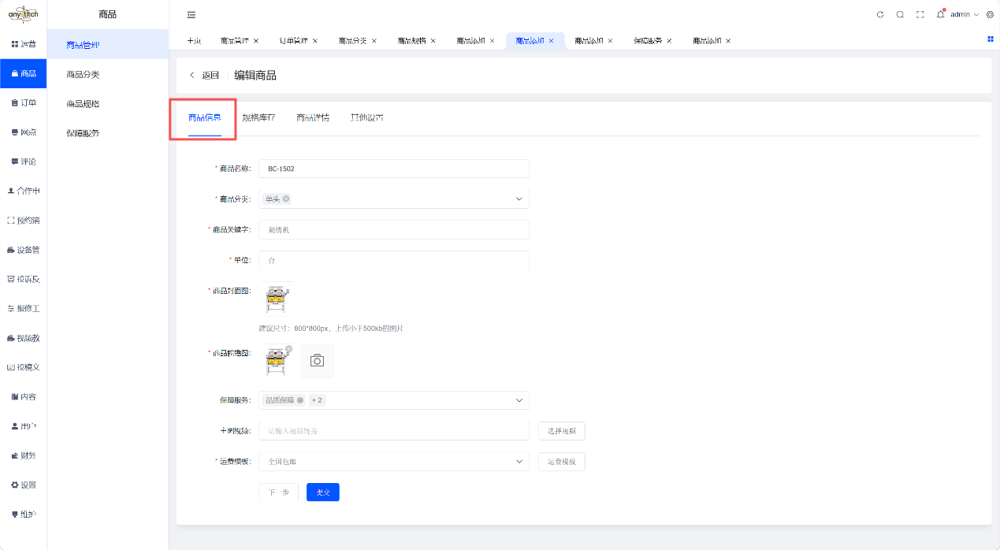 anystitch
商品
admin
主页
商品管理
订单管理
商品分类
商品规格
商品添加
商品添加
商品添加
保障服务
商品添加
运营
商品
订单
网点
评论
合作申
预约演
设备管
投诉反
报修工
视频教
投稿文
内容
用户
财务
设置
维护
商品管理
商品分类
商品规格
保障服务
返回
编辑商品
商品信息
规格库存
商品详情
其他设置
* 商品名称: BC-1502
* 商品分类: 单头
* 商品关键字: 刺绣机
* 单位: 台
* 商品封面图:
建议尺寸：800*800px，上传小于500kb的图片
* 商品轮播图:
保障服务: 品质保障 + 2
主图视频: 请输入视频链接 选择视频
* 运费模板: 全国包邮 运费模板
下一步 提交